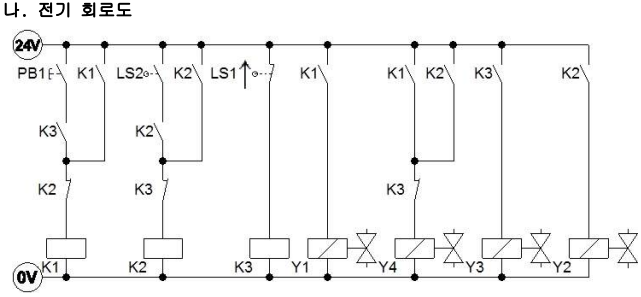 나. 전기 회로도
24V
PB1 K1 LS2 K2 LS1 K1 K1 K2 K3 K2
K3 K2
K2 K3 K3
K1 K2 K3 Y1 Y4 Y3 Y2
0V